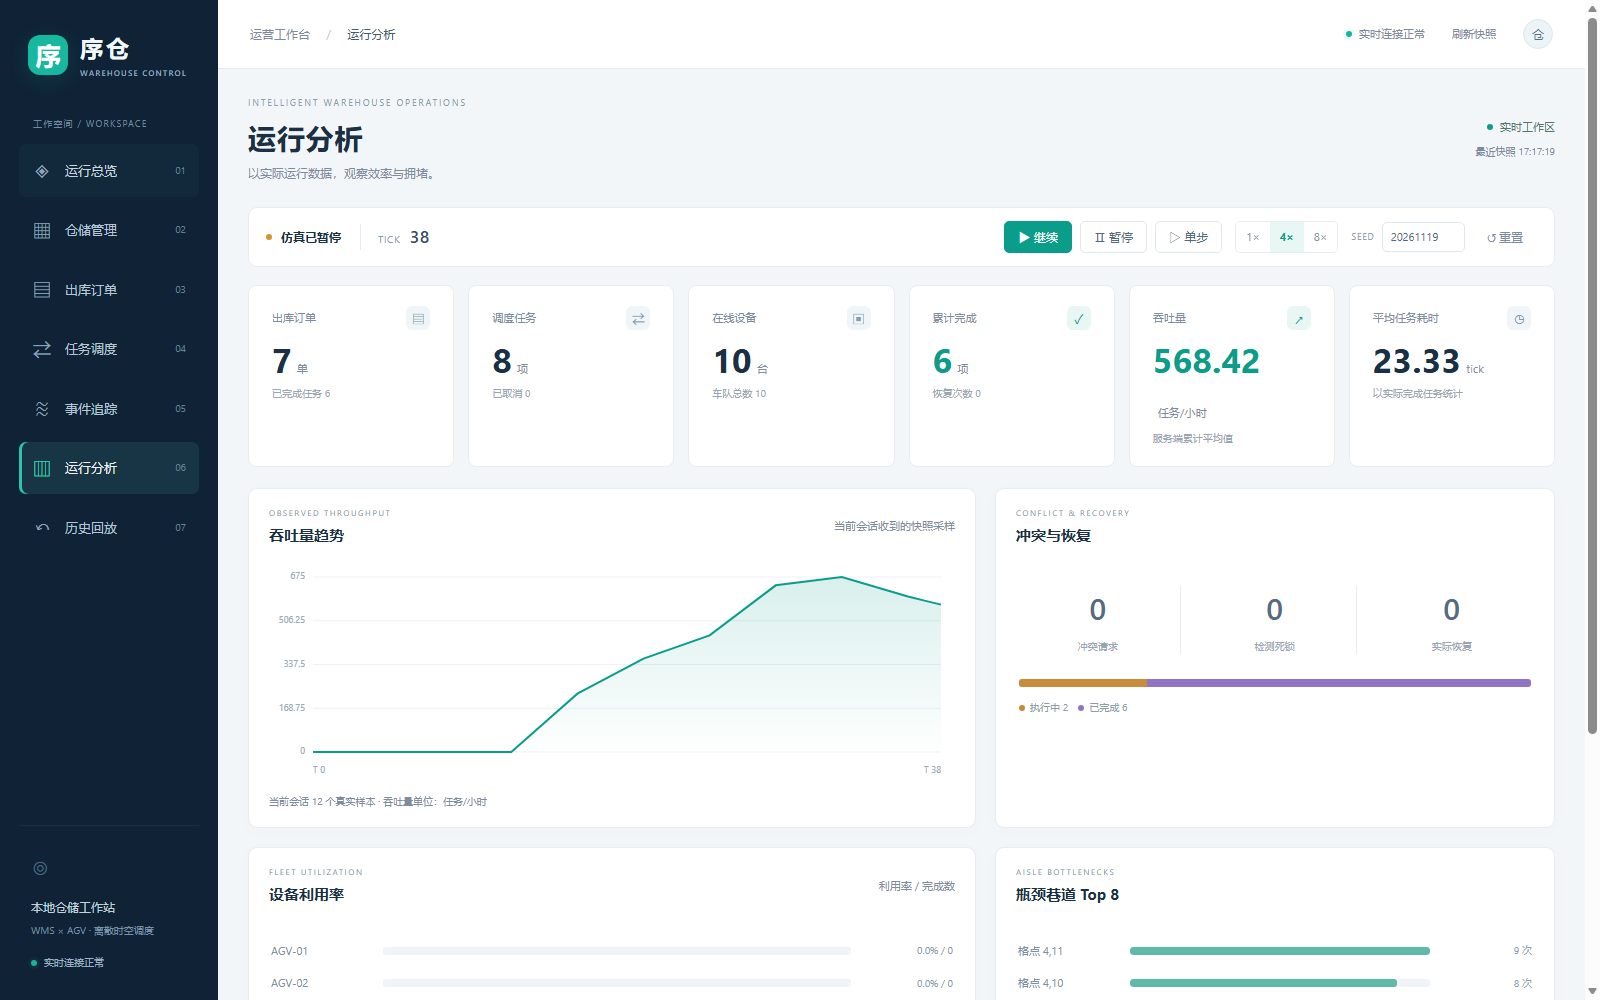 序 序仓
WAREHOUSE CONTROL
工作空间 / WORKSPACE
运行总览 01
仓储管理 02
出库订单 03
任务调度 04
事件追踪 05
运行分析 06
历史回放 07
本地仓储工作站
WMS × AGV · 离散时空调度
实时连接正常
运营工作台 / 运行分析
实时连接正常 刷新快照 仓
INTELLIGENT WAREHOUSE OPERATIONS
运行分析
以实际运行数据，观察效率与拥堵。
实时工作区
最近快照 17:17:19
仿真已暂停 TICK 38
▶ 继续 Ⅱ 暂停 ▷ 单步 1× 4× 8× SEED 20261119 ↺ 重置
出库订单
7 单
已完成任务 6
调度任务
8 项
已取消 0
在线设备
10 台
车队总数 10
累计完成
6 项
恢复次数 0
吞吐量
568.42
任务/小时
服务端累计平均值
平均任务耗时
23.33 tick
以实际完成任务统计
OBSERVED THROUGHPUT
吞吐量趋势
当前会话收到的快照采样
675
506.25
337.5
168.75
0
T 0 T 38
当前会话 12 个真实样本 · 吞吐量单位：任务/小时
CONFLICT & RECOVERY
冲突与恢复
0 0 0
冲突请求 检测死锁 实际恢复
执行中 2 已完成 6
FLEET UTILIZATION
设备利用率
利用率 / 完成数
AGV-01 0.0% / 0
AGV-02 0.0% / 0
AISLE BOTTLENECKS
瓶颈巷道 Top 8
格点 4,11 9 次
格点 4,10 8 次